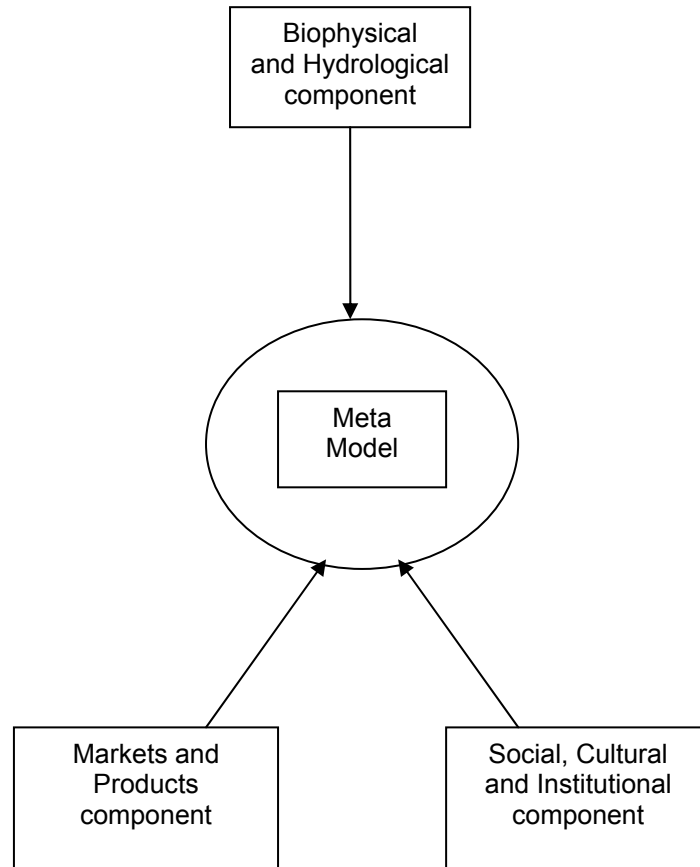 Biophysical
and Hydrological
component
Meta
Model
Markets and
Products
component
Social, Cultural
and Institutional
component